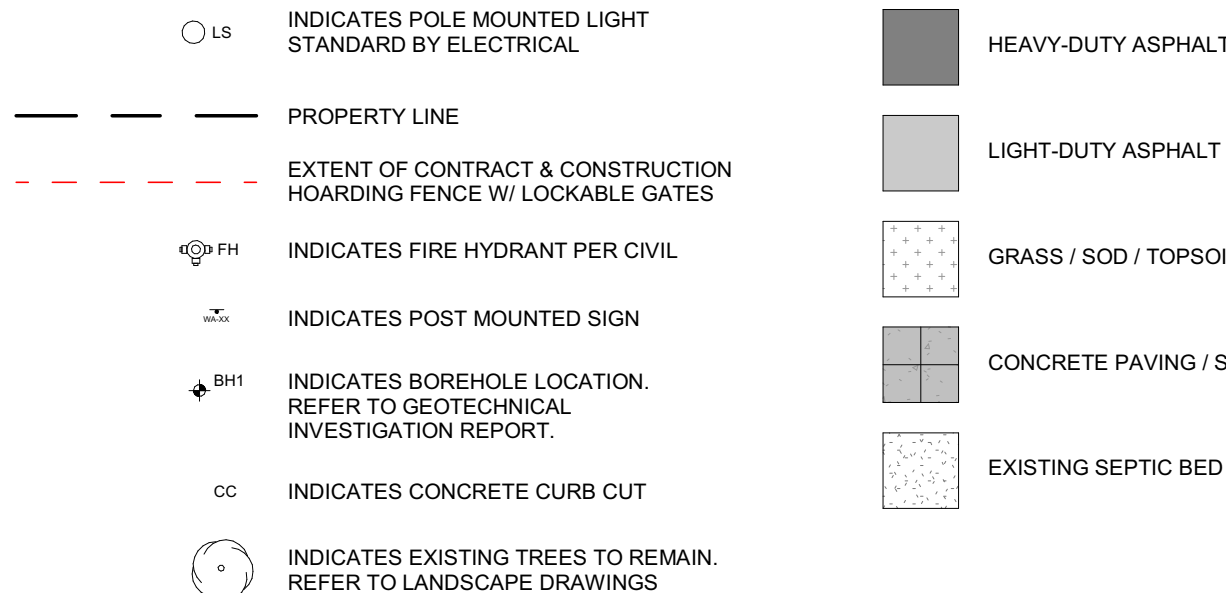 LS
INDICATES POLE MOUNTED LIGHT
STANDARD BY ELECTRICAL
PROPERTY LINE
EXTENT OF CONTRACT & CONSTRUCTION
HOARDING FENCE W/ LOCKABLE GATES
FH
INDICATES FIRE HYDRANT PER CIVIL
WA-XX
INDICATES POST MOUNTED SIGN
BH1
INDICATES BOREHOLE LOCATION.
REFER TO GEOTECHNICAL
INVESTIGATION REPORT.
CC
INDICATES CONCRETE CURB CUT
INDICATES EXISTING TREES TO REMAIN.
REFER TO LANDSCAPE DRAWINGS
HEAVY-DUTY ASPHALT
LIGHT-DUTY ASPHALT
GRASS / SOD / TOPSOI
CONCRETE PAVING / S
EXISTING SEPTIC BED